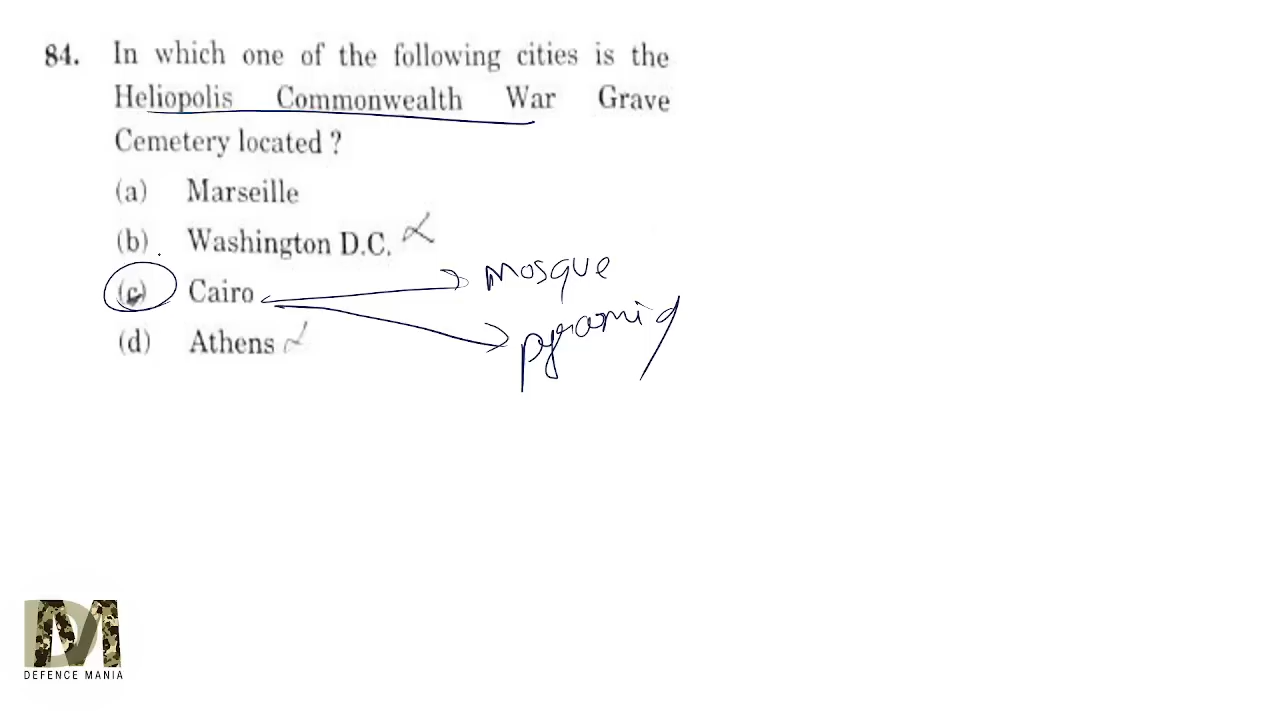 84. In which one of the following cities is the
Heliopolis Commonwealth War Grave
Cemetery located ?
(a) Marseille
(b) Washington D.C.
(c) Cairo
(d) Athens
mosque
pyramid
DM
DEFENCE MANIA